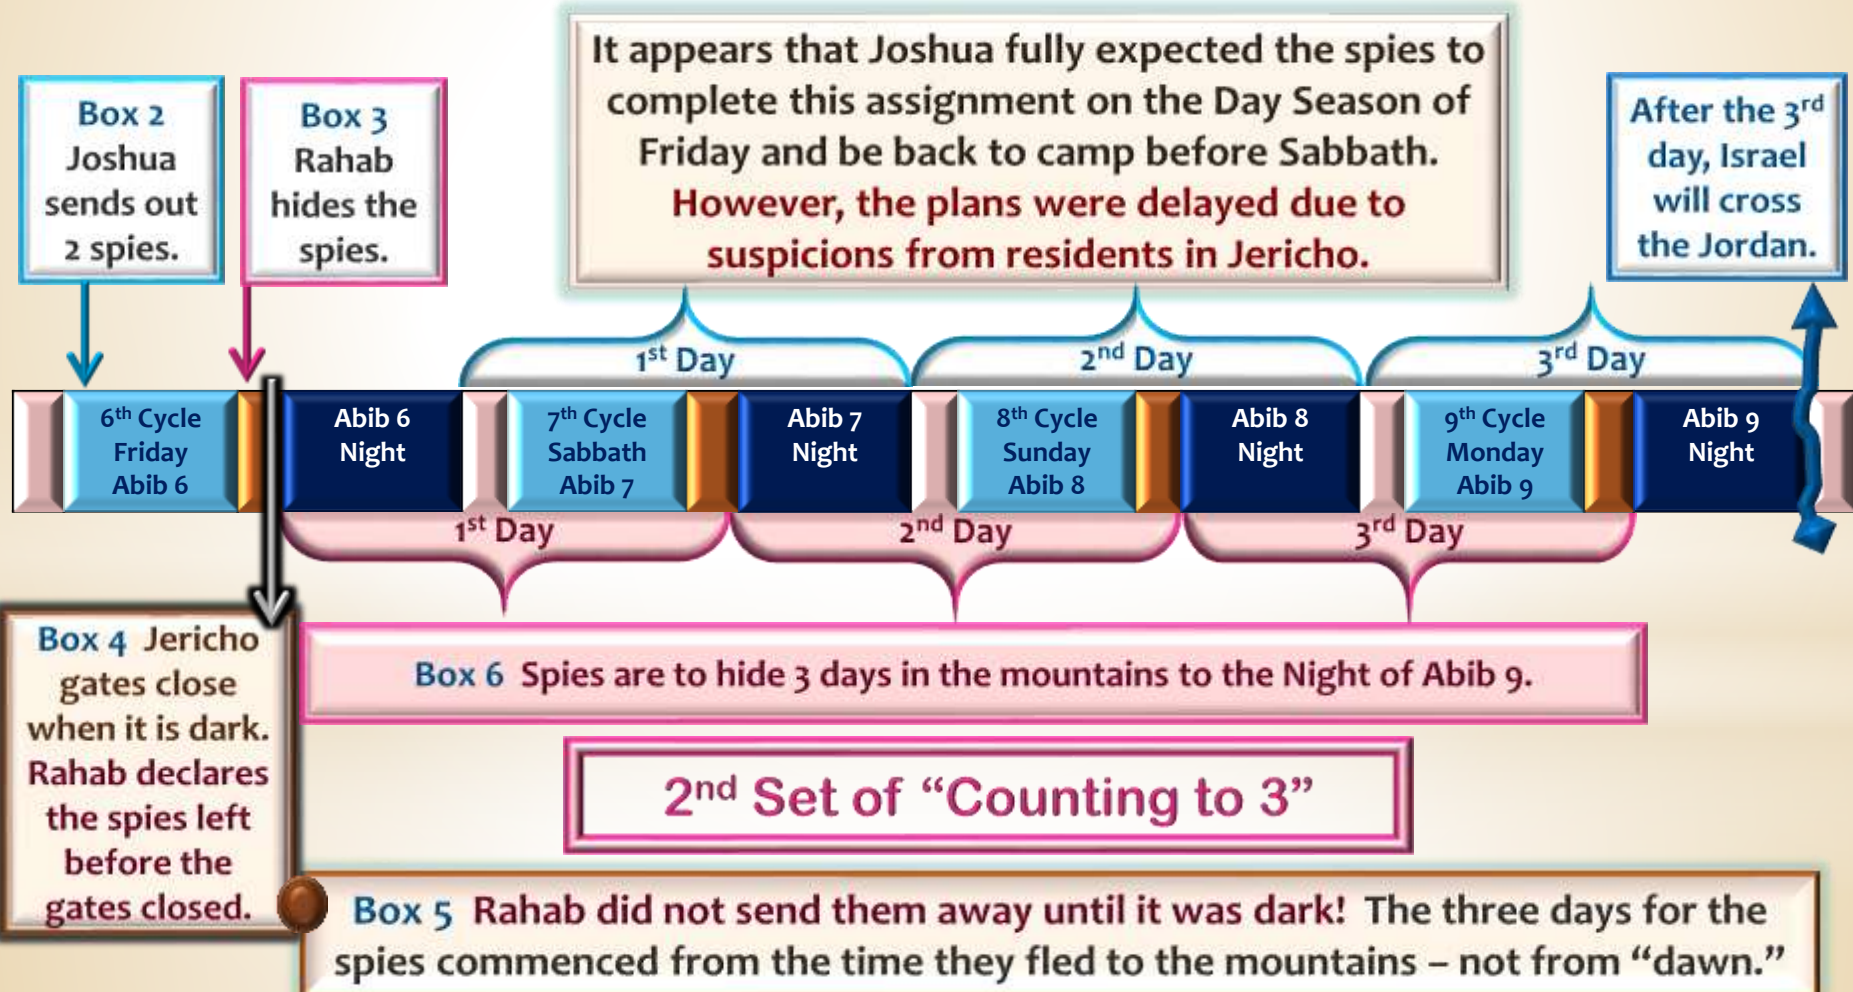 It appears that Joshua fully expected the spies to
complete this assignment on the Day Season of
Friday and be back to camp before Sabbath.
However, the plans were delayed due to
suspicions from residents in Jericho.
Box 2
Joshua
sends out
2 spies.
Box 3
Rahab
hides the
spies.
After the 3rd
day, Israel
will cross
the Jordan.
1st Day
2nd Day
3rd Day
6th Cycle
Friday
Abib 6
Abib 6
Night
7th Cycle
Sabbath
Abib 7
Abib 7
Night
8th Cycle
Sunday
Abib 8
Abib 8
Night
9th Cycle
Monday
Abib 9
Abib 9
Night
1st Day
2nd Day
3rd Day
Box 4 Jericho
gates close
when it is dark.
Rahab declares
the spies left
before the
gates closed.
Box 6 Spies are to hide 3 days in the mountains to the Night of Abib 9.
2nd Set of “Counting to 3”
Box 5 Rahab did not send them away until it was dark! The three days for the
spies commenced from the time they fled to the mountains – not from “dawn.”